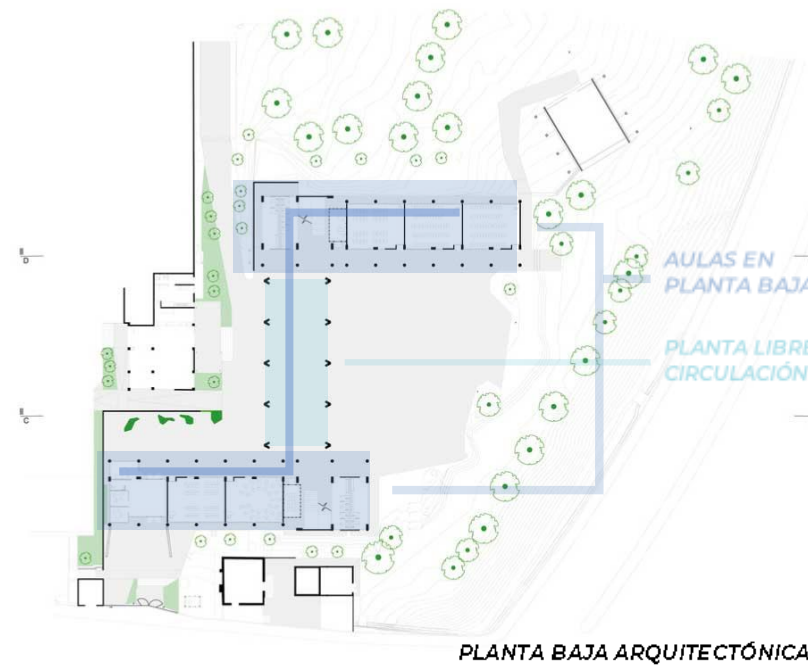 D
AULAS EN
PLANTA BAJA
PLANTA LIBRE
CIRCULACIÓN
C
PLANTA BAJA ARQUITECTÓNICA